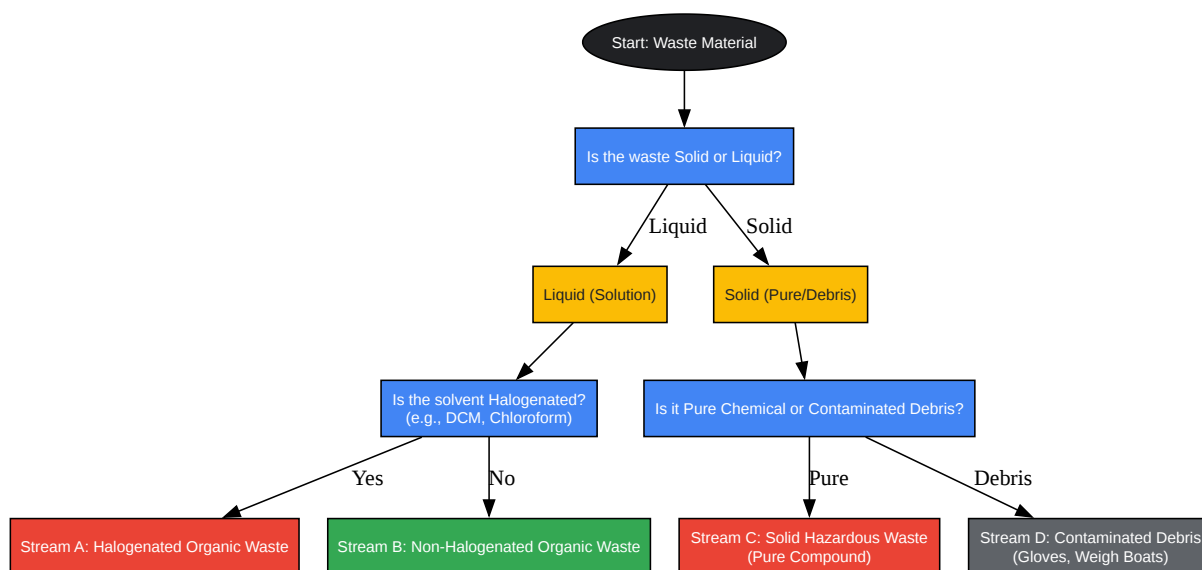 Start: Waste Material
Is the waste Solid or Liquid?
Liquid
Solid
Liquid (Solution)
Solid (Pure/Debris)
Is the solvent Halogenated?
(e.g., DCM, Chloroform)
Is it Pure Chemical or Contaminated Debris?
Yes
No
Pure
Debris
Stream A: Halogenated Organic Waste
Stream B: Non-Halogenated Organic Waste
Stream C: Solid Hazardous Waste
(Pure Compound)
Stream D: Contaminated Debris
(Gloves, Weigh Boats)